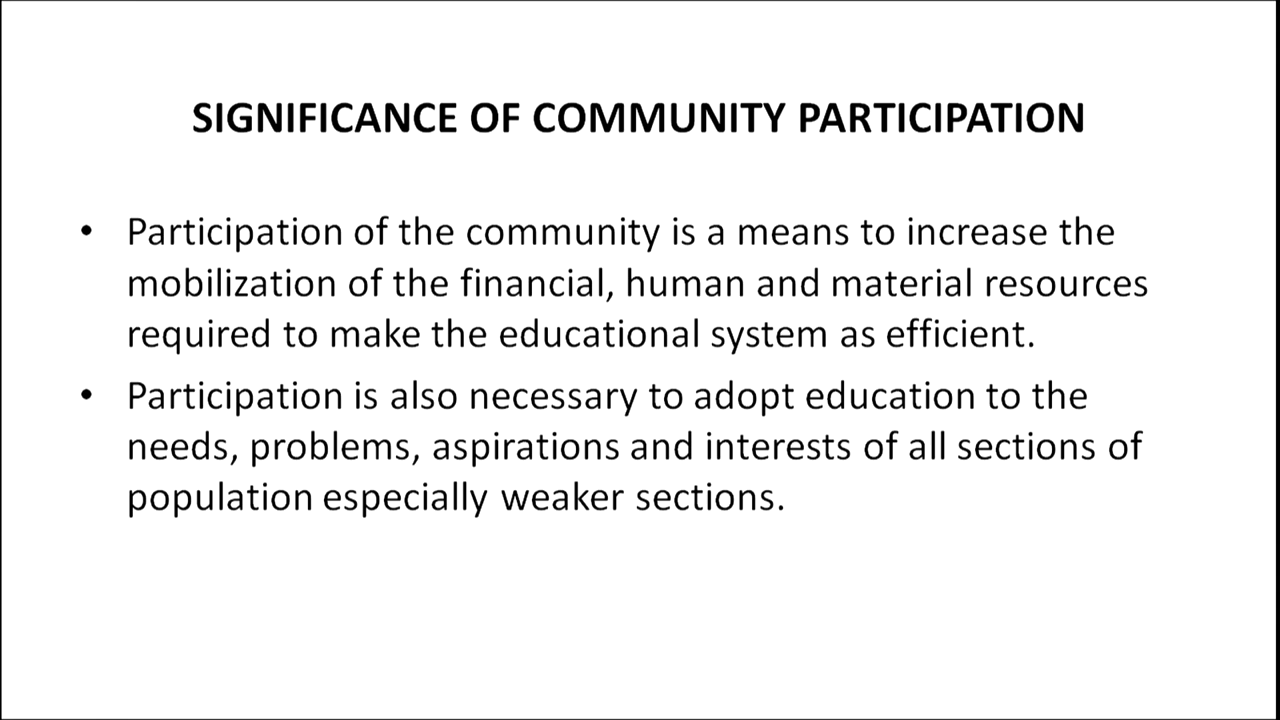 SIGNIFICANCE OF COMMUNITY PARTICIPATION
• Participation of the community is a means to increase the
mobilization of the financial, human and material resources
required to make the educational system as efficient.
• Participation is also necessary to adopt education to the
needs, problems, aspirations and interests of all sections of
population especially weaker sections.